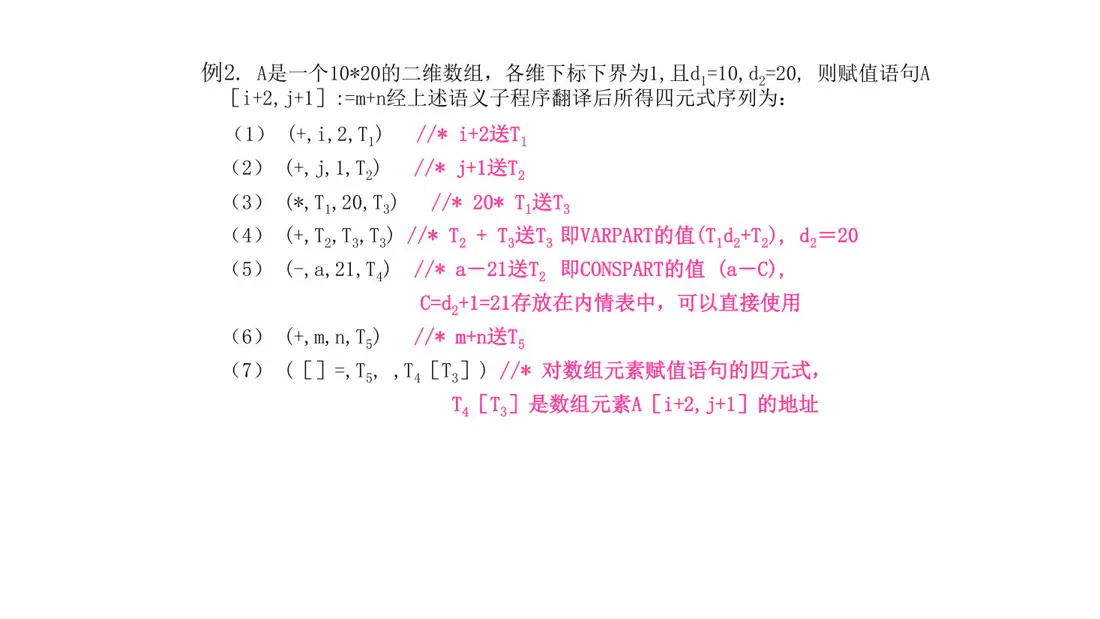 例2. A是一个10*20的二维数组，各维下标下界为1,且d₁=10,d₂=20, 则赋值语句A
［i+2,j+1］:=m+n经上述语义子程序翻译后所得四元式序列为：
（1） (+,i,2,T₁) //* i+2送T₁
（2） (+,j,1,T₂) //* j+1送T₂
（3） (*,T₁,20,T₃) //* 20* T₁送T₃
（4） (+,T₂,T₃,T₃) //* T₂ + T₃送T₃ 即VARPART的值(T₁d₂+T₂), d₂＝20
（5） (-,a,21,T₄) //* a－21送T₂ 即CONSPART的值 (a－C),
C=d₂+1=21存放在内情表中，可以直接使用
（6） (+,m,n,T₅) //* m+n送T₅
（7） (［］=,T₅, ,T₄［T₃］) //* 对数组元素赋值语句的四元式，
T₄［T₃］是数组元素A［i+2,j+1］的地址